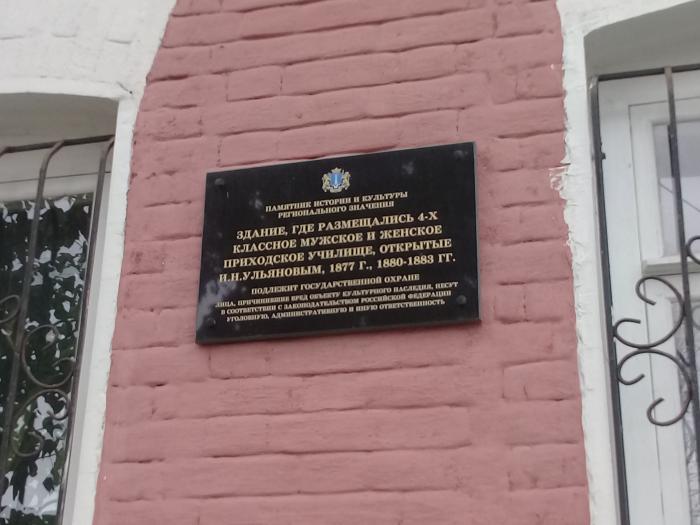 ПАМЯТНИК ИСТОРИИ И КУЛЬТУРЫ
РЕГИОНАЛЬНОГО ЗНАЧЕНИЯ
ЗДАНИЕ, ГДЕ РАЗМЕЩАЛИСЬ 4-Х
КЛАССНОЕ МУЖСКОЕ И ЖЕНСКОЕ
ПРИХОДСКОЕ УЧИЛИЩЕ, ОТКРЫТЫЕ
И.Н.УЛЬЯНОВЫМ, 1877 Г., 1880-1883 ГГ.
ПОДЛЕЖИТ ГОСУДАРСТВЕННОЙ ОХРАНЕ
ЛИЦА, ПРИЧИНИВШИЕ ВРЕД ОБЪЕКТУ КУЛЬТУРНОГО НАСЛЕДИЯ, НЕСУТ
В СООТВЕТСТВИИ С ЗАКОНОДАТЕЛЬСТВОМ РОССИЙСКОЙ ФЕДЕРАЦИИ
УГОЛОВНУЮ, АДМИНИСТРАТИВНУЮ И ИНУЮ ОТВЕТСТВЕННОСТЬ